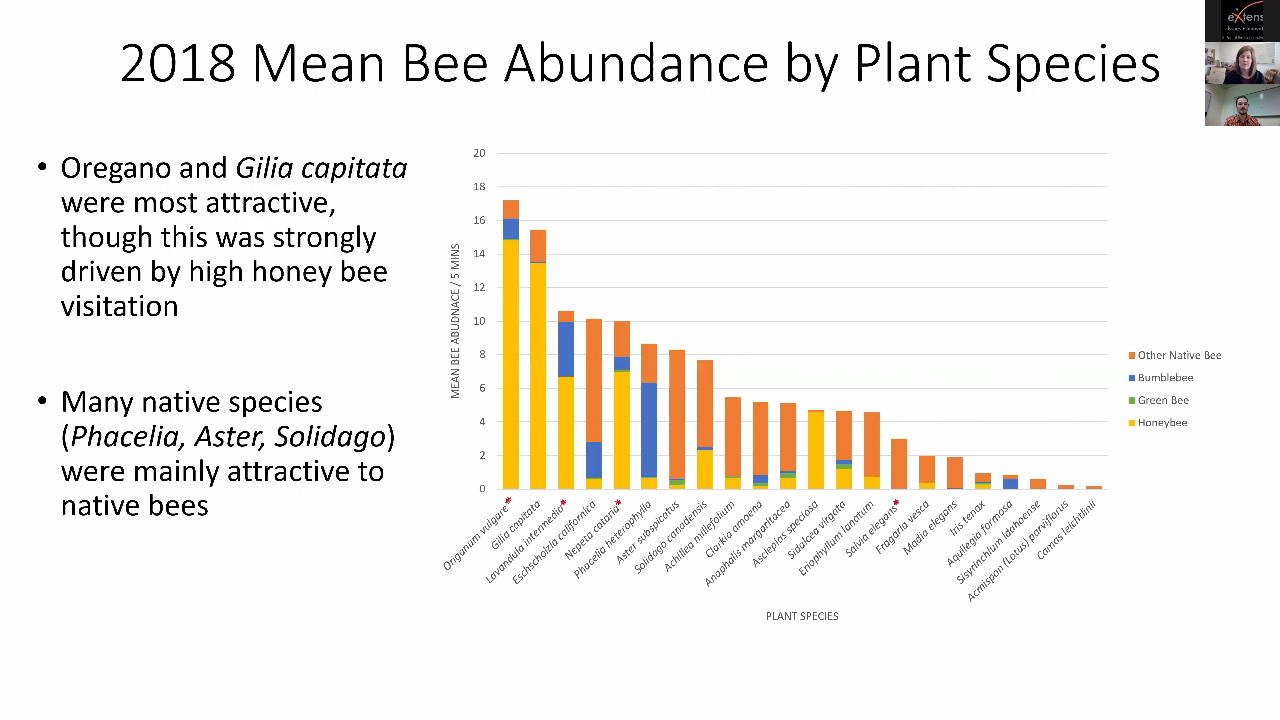 2018 Mean Bee Abundance by Plant Species
• Oregano and Gilia capitata
were most attractive,
though this was strongly
driven by high honey bee
visitation
• Many native species
(Phacelia, Aster, Solidago)
were mainly attractive to
native bees
MEAN BEE ABUDNACE / 5 MINS
20
18
16
14
12
10
8
6
4
2
0
Origanum vulgare*
Gilia capitata
Lavandula intermedia*
Eschscholzia californica
Nepeta cataria*
Phacelia heterophylla
Aster subspicatus
Solidago canadensis
Achillea millefolium
Clarkia amoena
Anaphalis margaritacea
Asclepias speciosa
Sidalcea virgata
Eriophyllum lanatum
Salvia elegans*
Fragaria vesca
Madia elegans
Iris tenax
Aquilegia formosa
Sisyrinchium idahoense
Acmispon (Lotus) parviflorus
Camas leichtlinii
PLANT SPECIES
Other Native Bee
Bumblebee
Green Bee
Honeybee
eXtens